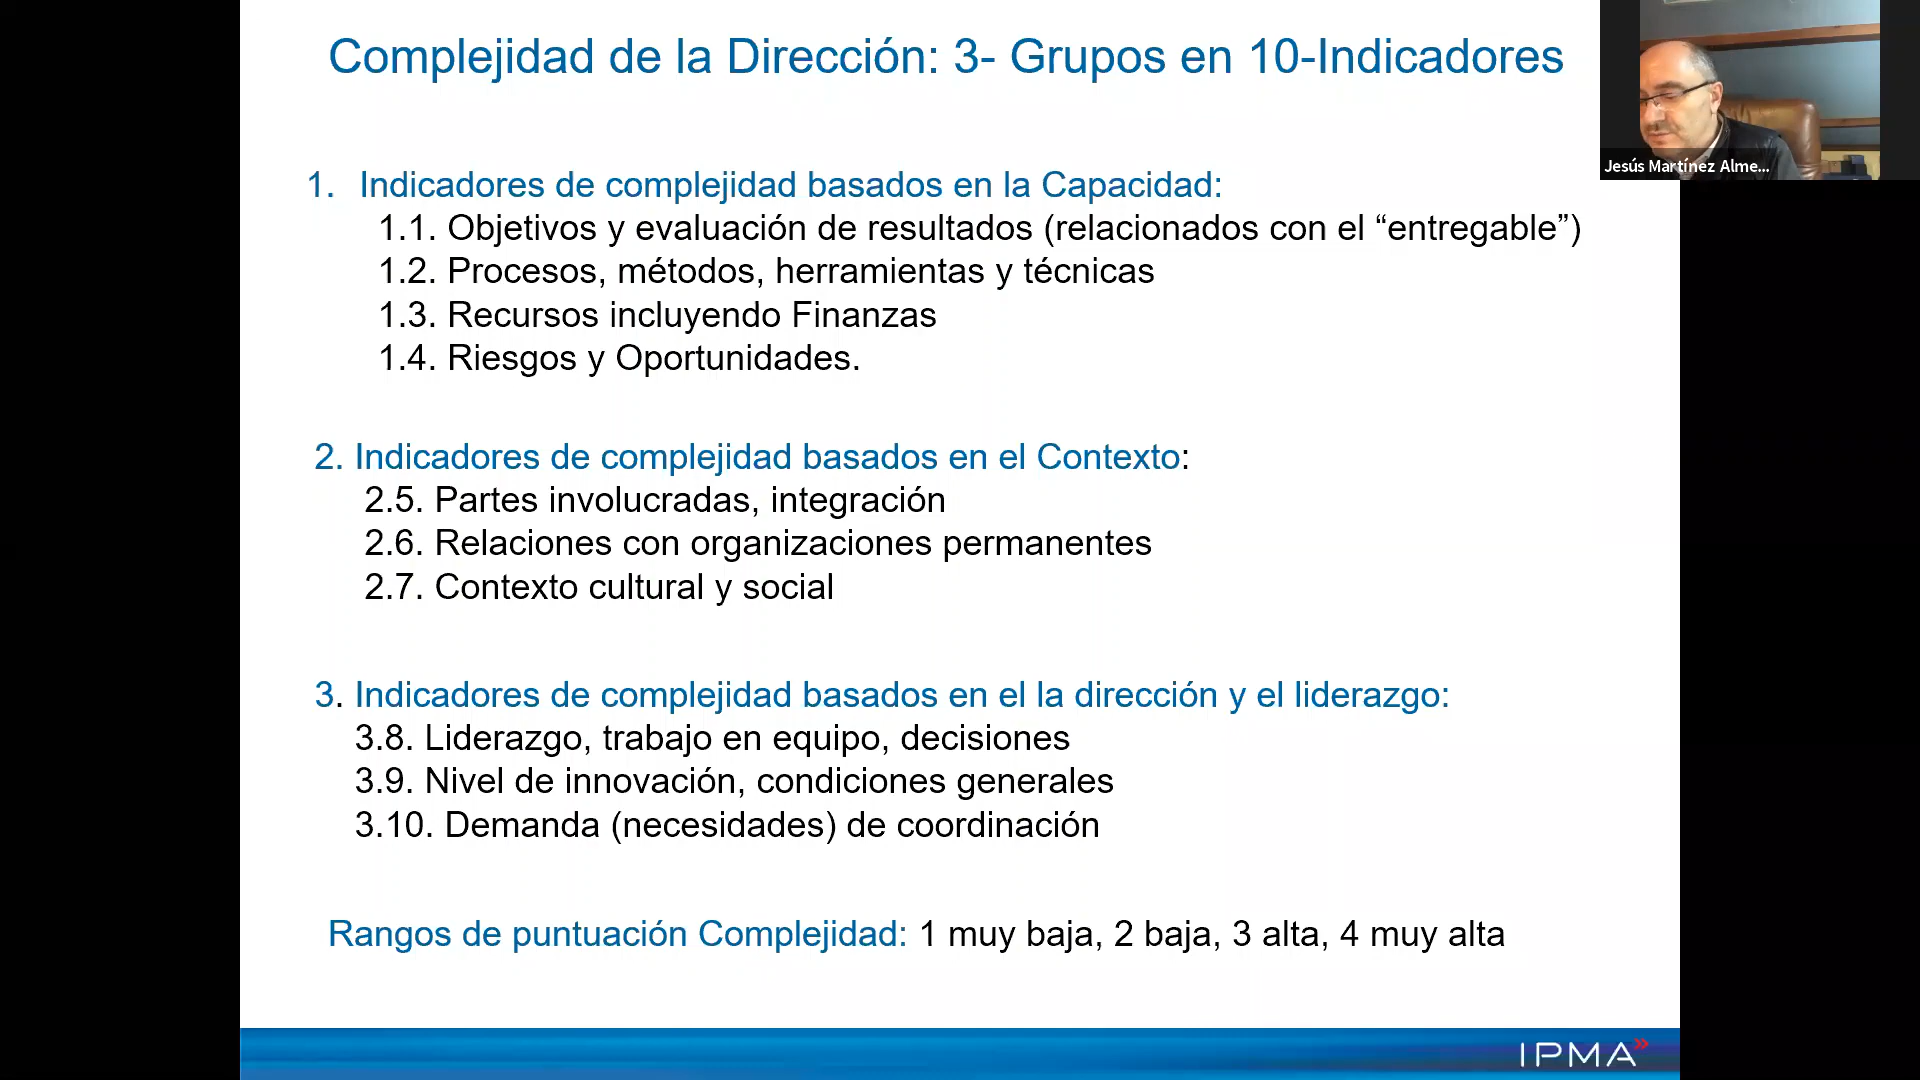 Complejidad de la Dirección: 3- Grupos en 10-Indicadores
Jesús Martínez Alme...
1. Indicadores de complejidad basados en la Capacidad:
1.1. Objetivos y evaluación de resultados (relacionados con el “entregable”)
1.2. Procesos, métodos, herramientas y técnicas
1.3. Recursos incluyendo Finanzas
1.4. Riesgos y Oportunidades.
2. Indicadores de complejidad basados en el Contexto:
2.5. Partes involucradas, integración
2.6. Relaciones con organizaciones permanentes
2.7. Contexto cultural y social
3. Indicadores de complejidad basados en el la dirección y el liderazgo:
3.8. Liderazgo, trabajo en equipo, decisiones
3.9. Nivel de innovación, condiciones generales
3.10. Demanda (necesidades) de coordinación
Rangos de puntuación Complejidad: 1 muy baja, 2 baja, 3 alta, 4 muy alta
IPMA